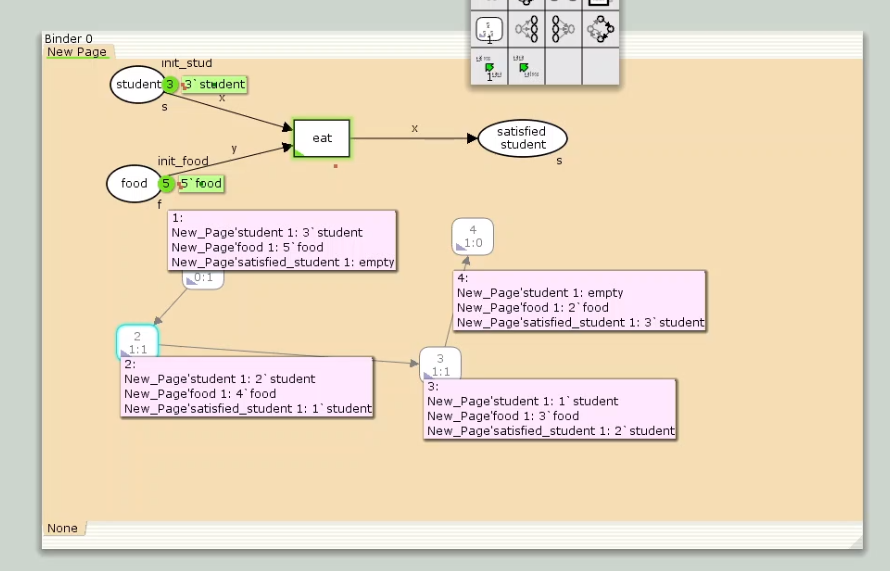 1
1
Binder 0
New Page
init_stud
student 3 3`student
x
s
eat
x
satisfied
student
s
y
init_food
food 5 5`food
f
1:
New_Page'student 1: 3`student
New_Page'food 1: 5`food
New_Page'satisfied_student 1: empty
0:1
4
1:0
4:
New_Page'student 1: empty
New_Page'food 1: 2`food
New_Page'satisfied_student 1: 3`student
2
1:1
2:
New_Page'student 1: 2`student
New_Page'food 1: 4`food
New_Page'satisfied_student 1: 1`student
3
1:1
3:
New_Page'student 1: 1`student
New_Page'food 1: 3`food
New_Page'satisfied_student 1: 2`student
None